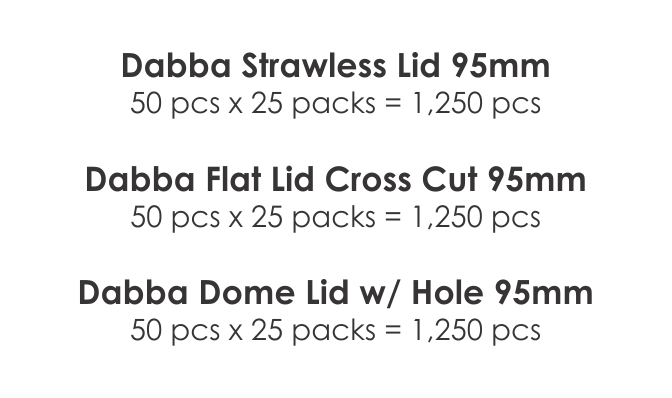 Dabba Strawless Lid 95mm
50 pcs x 25 packs = 1,250 pcs
Dabba Flat Lid Cross Cut 95mm
50 pcs x 25 packs = 1,250 pcs
Dabba Dome Lid w/ Hole 95mm
50 pcs x 25 packs = 1,250 pcs